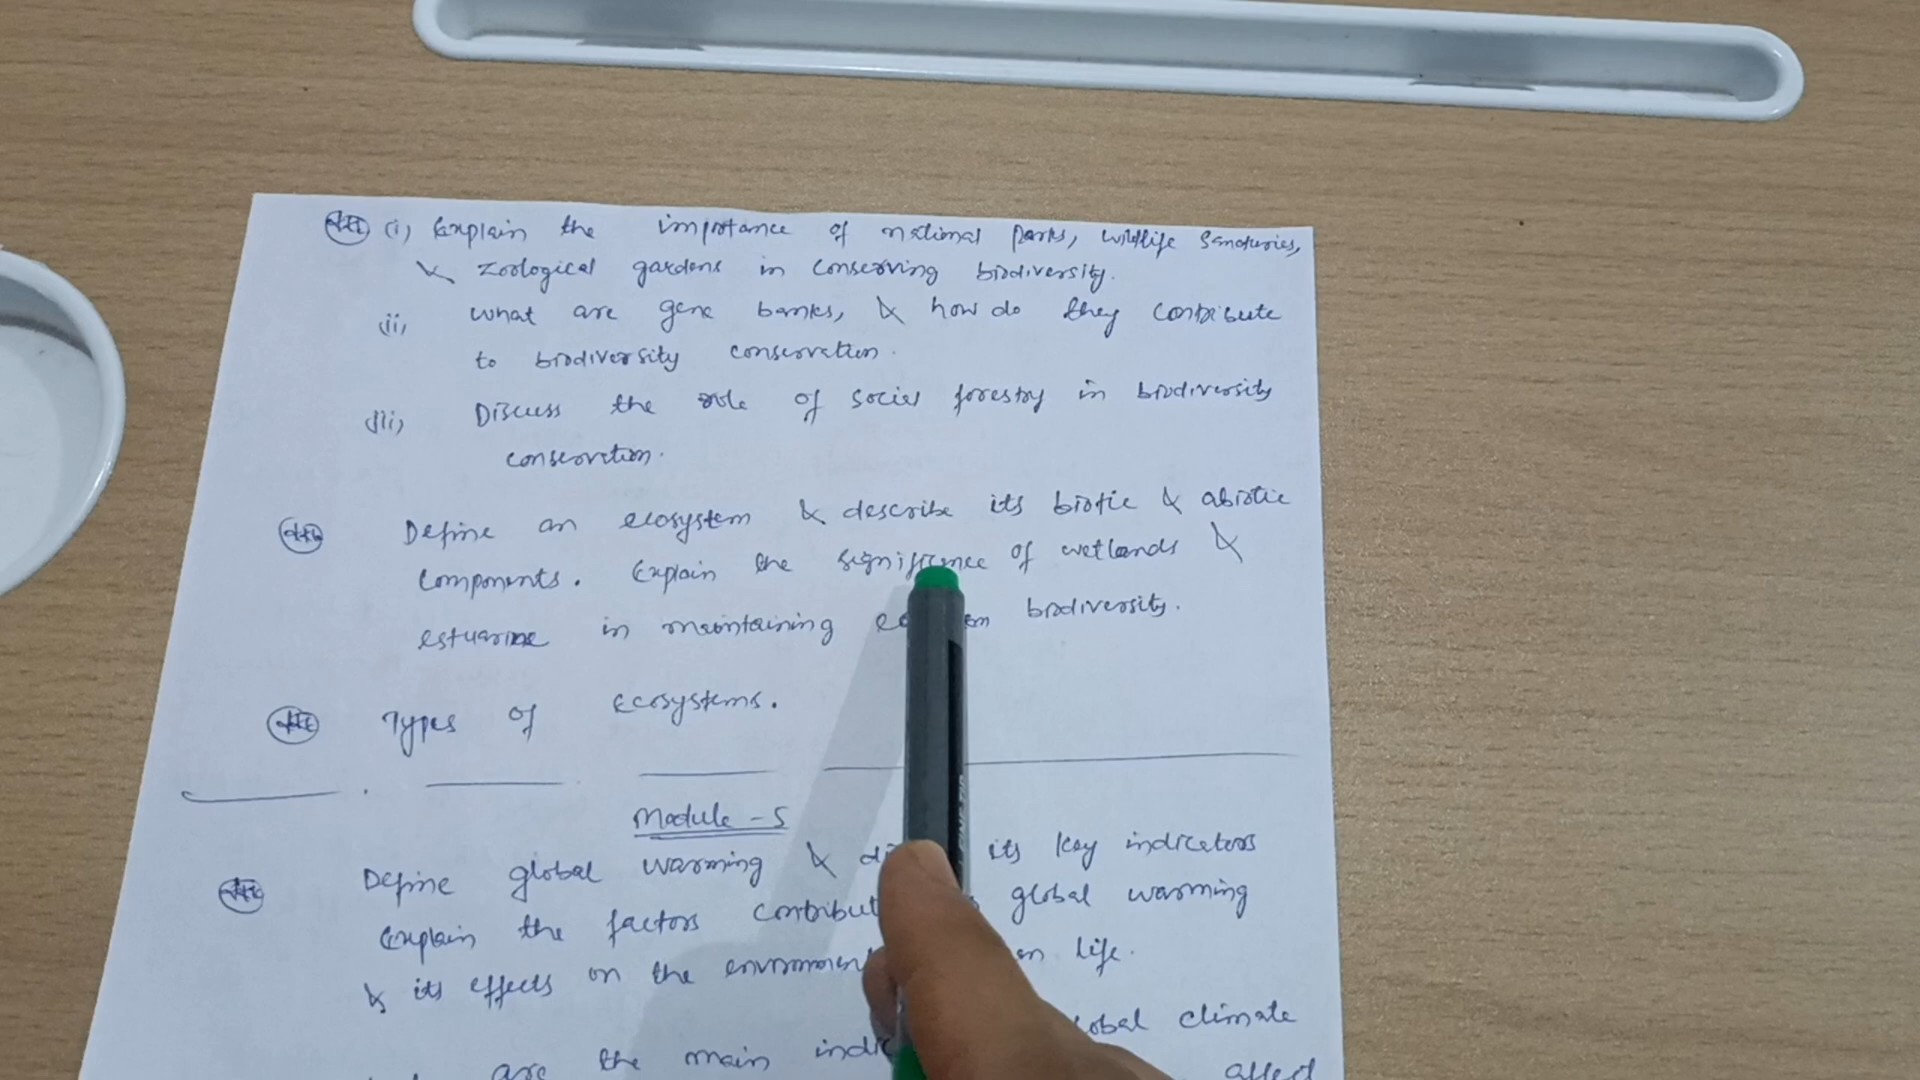 (i) Explain the importance of national parks, wildlife Sancturies,
& Zoological gardens in conserving biodiversity.
(ii) What are gene banks, & how do they contribute
to biodiversity conservation.
(iii) Discuss the role of social forestry in biodiversity
conservation.
Define an ecosystem & describe its biotic & abiotic
components. Explain the significance of wetlands &
estuarine in maintaining biodiversity.
Types of Ecosystems.
Module - 5
Define global warming & its key indicators
Explain the factors global warming
& its effects on the life.
climate
are the main affect